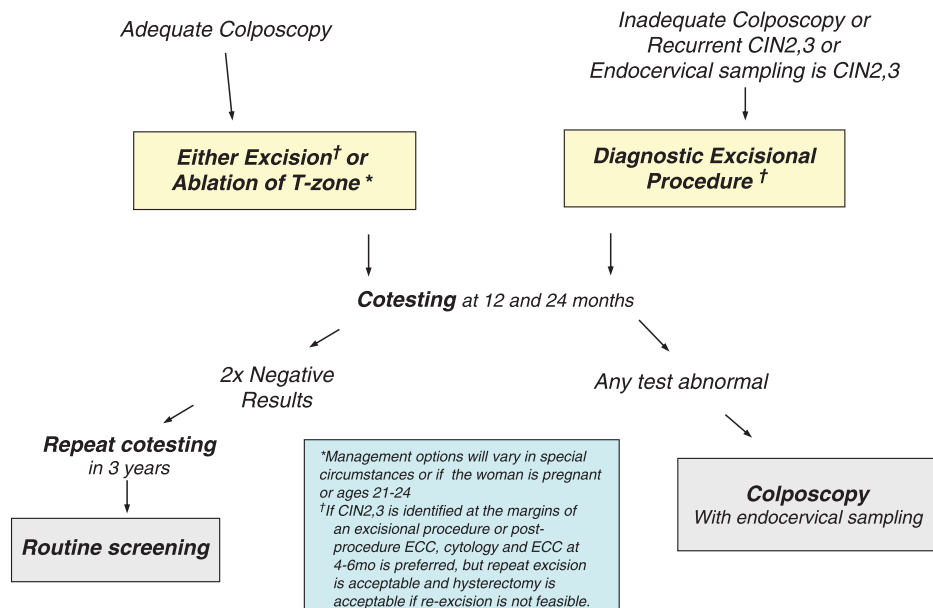 Adequate Colposcopy
Inadequate Colposcopy or
Recurrent CIN2,3 or
Endocervical sampling is CIN2,3
Either Excision† or
Ablation of T-zone *
Diagnostic Excisional
Procedure †
Cotesting at 12 and 24 months
2x Negative
Results
Any test abnormal
Repeat cotesting
in 3 years
Routine screening
*Management options will vary in special
circumstances or if the woman is pregnant
or ages 21-24
†If CIN2,3 is identified at the margins of
an excisional procedure or post-
procedure ECC, cytology and ECC at
4-6mo is preferred, but repeat excision
is acceptable and hysterectomy is
acceptable if re-excision is not feasible.
Colposcopy
With endocervical sampling